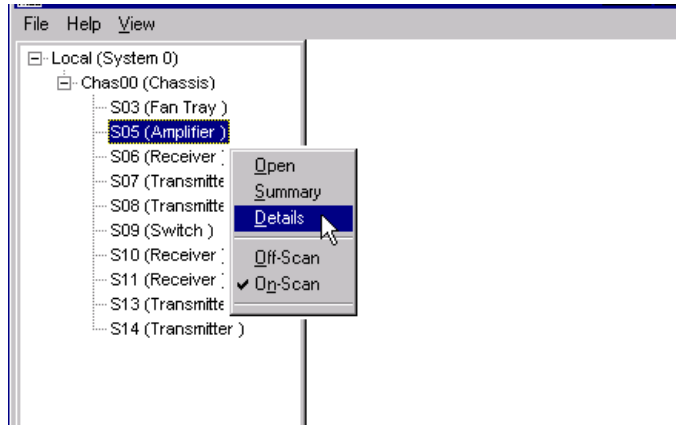 File Help View
Local (System 0)
Chas00 (Chassis)
S03 (Fan Tray )
S05 (Amplifier )
S06 (Receiver
S07 (Transmitte
S08 (Transmitte
S09 (Switch )
S10 (Receiver
S11 (Receiver
S13 (Transmitte
S14 (Transmitter )
Open
Summary
Details
Off-Scan
On-Scan